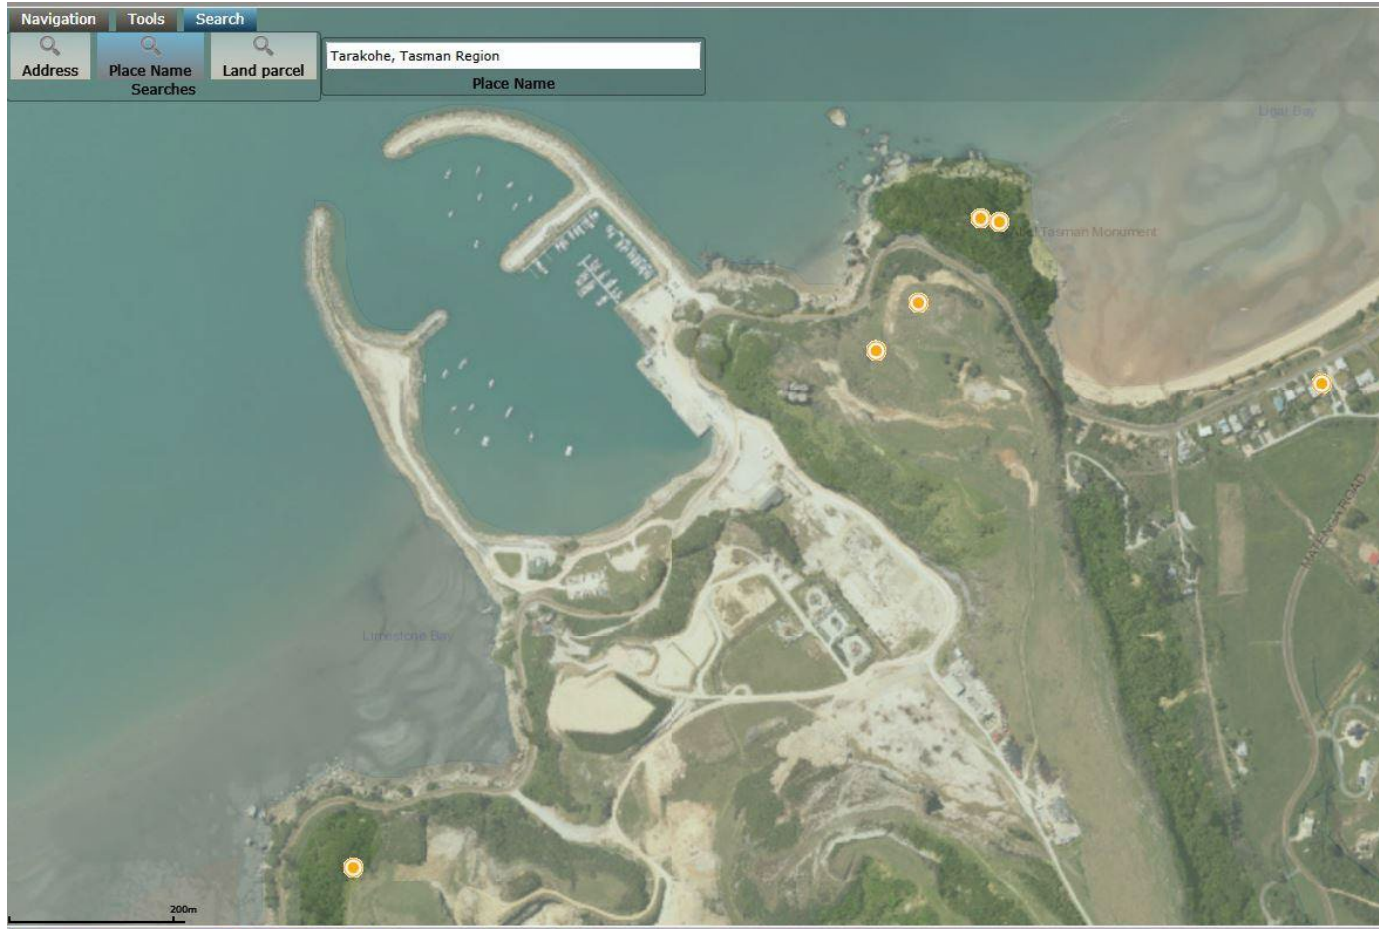 Navigation Tools Search
Address Place Name Land parcel
Searches
Tarakohe, Tasman Region
Place Name
Ligar Bay
Tasman Monument
Limestone Bay
200m